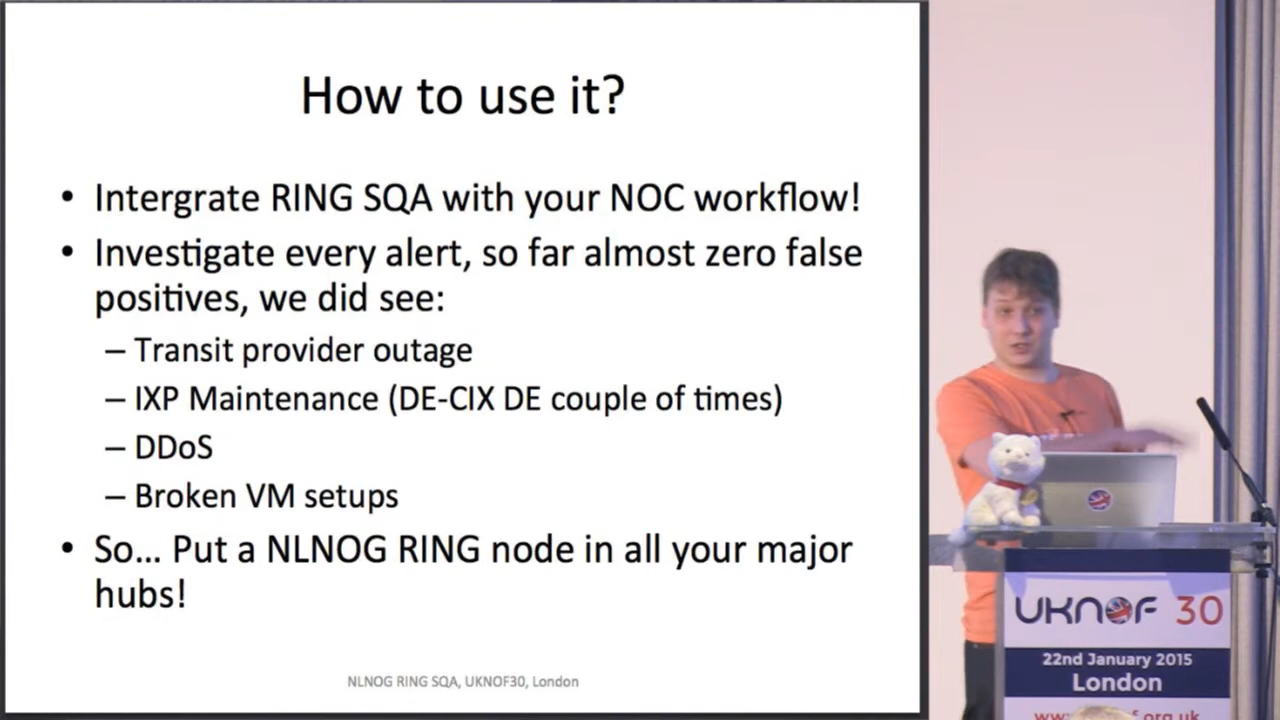 How to use it?
• Intergrate RING SQA with your NOC workflow!
• Investigate every alert, so far almost zero false
positives, we did see:
– Transit provider outage
– IXP Maintenance (DE-CIX DE couple of times)
– DDoS
– Broken VM setups
• So… Put a NLNOG RING node in all your major
hubs!
NLNOG RING SQA, UKNOF30, London
UKNOF 30
22nd January 2015
London